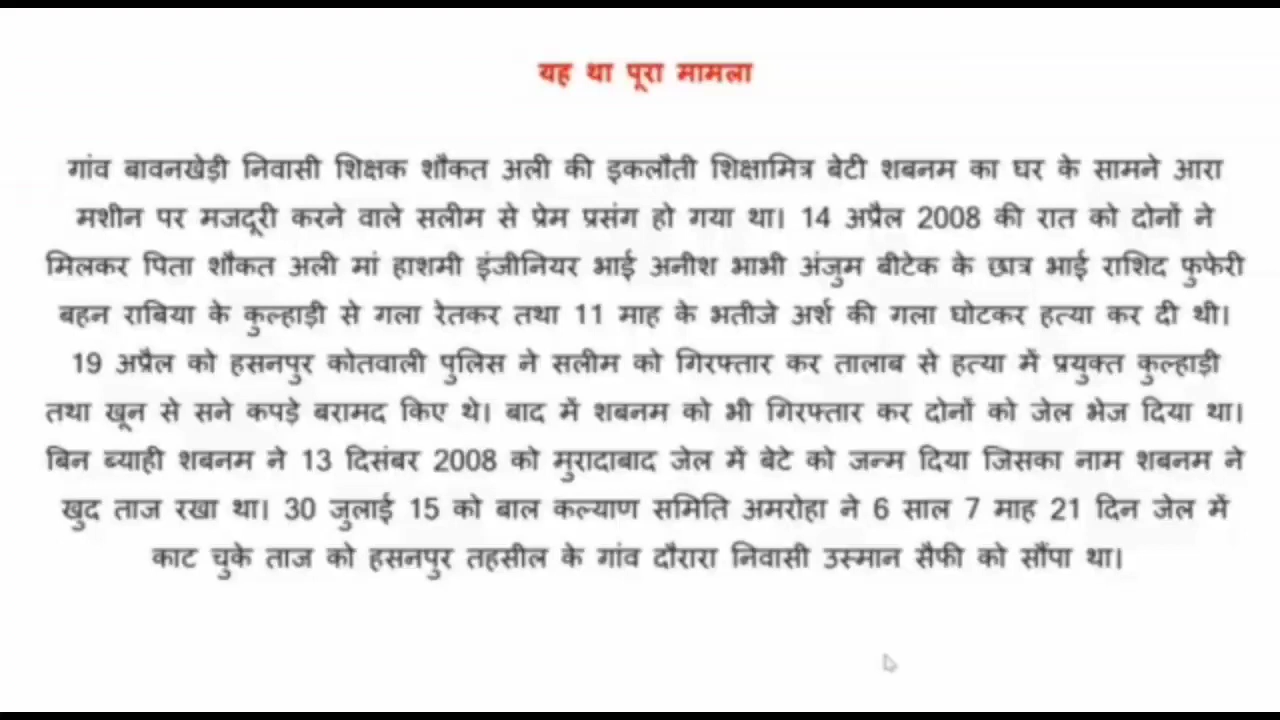 यह था पूरा मामला
गांव बावनखेड़ी निवासी शिक्षक शौकत अली की इकलौती शिक्षामित्र बेटी शबनम का घर के सामने आरा
मशीन पर मजदूरी करने वाले सलीम से प्रेम प्रसंग हो गया था। 14 अप्रैल 2008 की रात को दोनों ने
मिलकर पिता शौकत अली मां हाशमी इंजीनियर भाई अनीश भाभी अंजुम बीटेक के छात्र भाई राशिद फुफेरी
बहन राबिया के कुल्हाड़ी से गला रेतकर तथा 11 माह के भतीजे अर्श की गला घोटकर हत्या कर दी थी।
19 अप्रैल को हसनपुर कोतवाली पुलिस ने सलीम को गिरफ्तार कर तालाब से हत्या में प्रयुक्त कुल्हाड़ी
तथा खून से सने कपड़े बरामद किए थे। बाद में शबनम को भी गिरफ्तार कर दोनों को जेल भेज दिया था।
बिन ब्याही शबनम ने 13 दिसंबर 2008 को मुरादाबाद जेल में बेटे को जन्म दिया जिसका नाम शबनम ने
खुद ताज रखा था। 30 जुलाई 15 को बाल कल्याण समिति अमरोहा ने 6 साल 7 माह 21 दिन जेल में
काट चुके ताज को हसनपुर तहसील के गांव दौरारा निवासी उस्मान सैफी को सौंपा था।